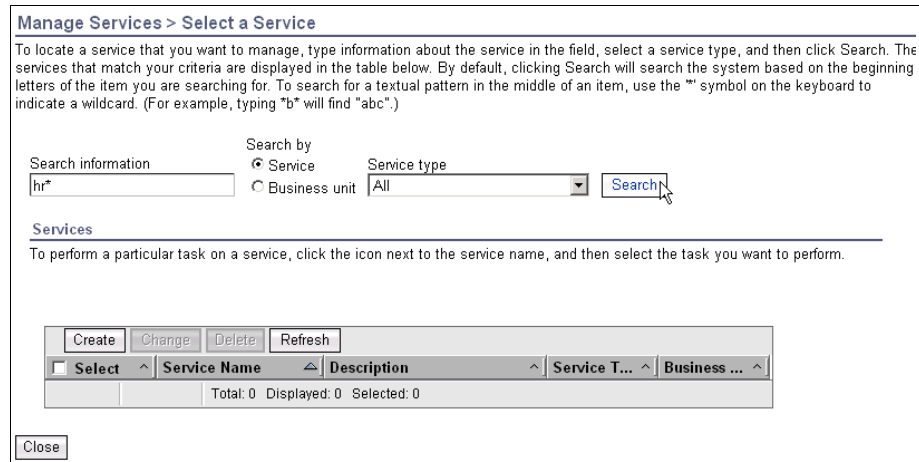 Manage Services > Select a Service
To locate a service that you want to manage, type information about the service in the field, select a service type, and then click Search. The
services that match your criteria are displayed in the table below. By default, clicking Search will search the system based on the beginning
letters of the item you are searching for. To search for a textual pattern in the middle of an item, use the "*" symbol on the keyboard to
indicate a wildcard. (For example, typing *b* will find "abc".)
Search by
Search information Service Service type
hr* Business unit All Search
Services
To perform a particular task on a service, click the icon next to the service name, and then select the task you want to perform.
Create Change Delete Refresh
Select ^ Service Name Description ^ Service T... ^ Business ... ^
Total: 0 Displayed: 0 Selected: 0
Close